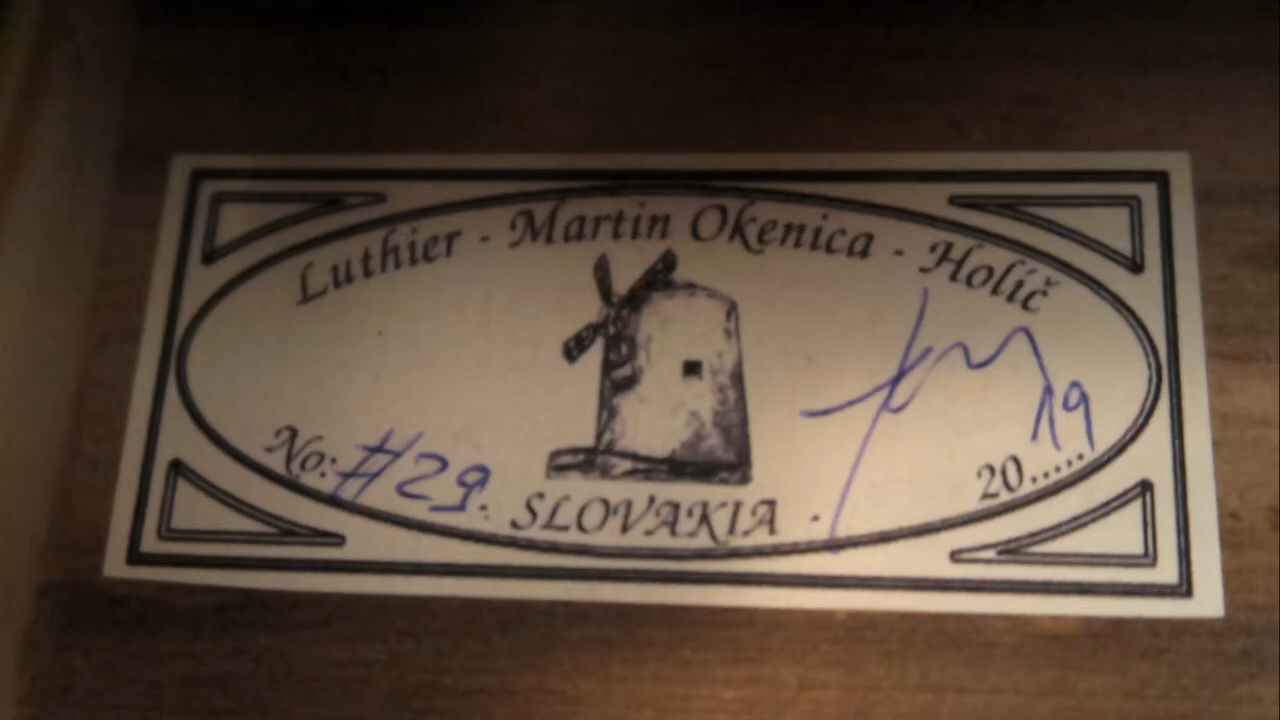 Luthier - Martin Okenica - Holíč
No: #29.
20.....19
SLOVAKIA